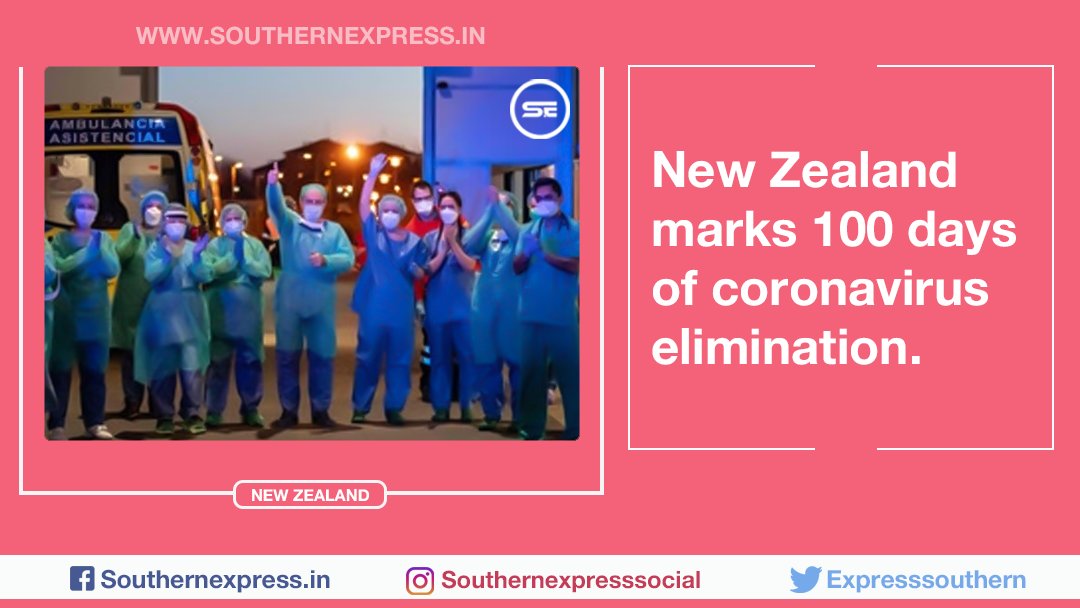 WWW.SOUTHERNEXPRESS.IN
AMBULANCIA
ASISTENCIAL
SE
New Zealand
marks 100 days
of coronavirus
elimination.
NEW ZEALAND
Southernexpress.in
Southernexpresssocial
Expresssouthern